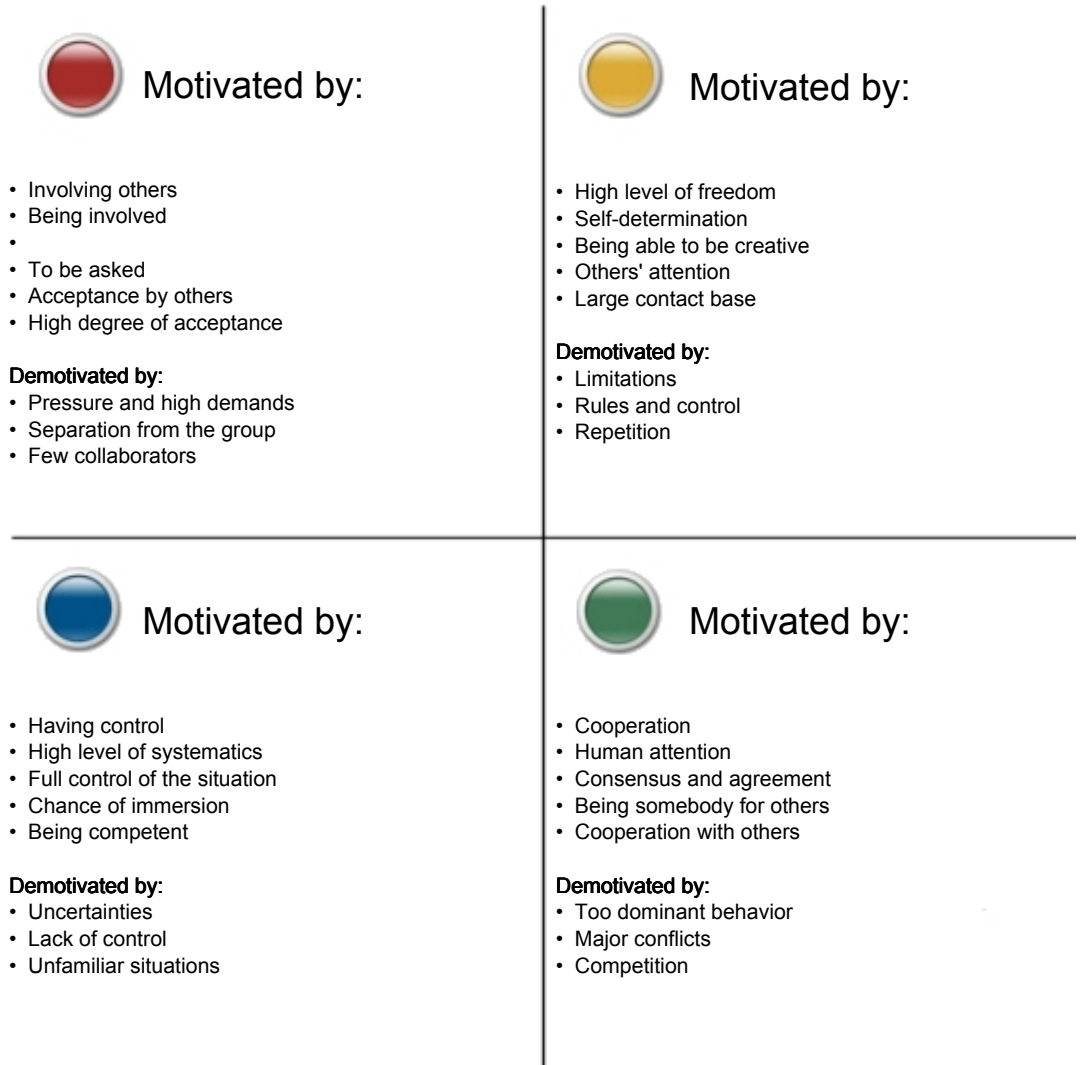 Motivated by:
• Involving others
• Being involved
•
• To be asked
• Acceptance by others
• High degree of acceptance
Demotivated by:
• Pressure and high demands
• Separation from the group
• Few collaborators
Motivated by:
• High level of freedom
• Self-determination
• Being able to be creative
• Others' attention
• Large contact base
Demotivated by:
• Limitations
• Rules and control
• Repetition
Motivated by:
• Having control
• High level of systematics
• Full control of the situation
• Chance of immersion
• Being competent
Demotivated by:
• Uncertainties
• Lack of control
• Unfamiliar situations
Motivated by:
• Cooperation
• Human attention
• Consensus and agreement
• Being somebody for others
• Cooperation with others
Demotivated by:
• Too dominant behavior
• Major conflicts
• Competition